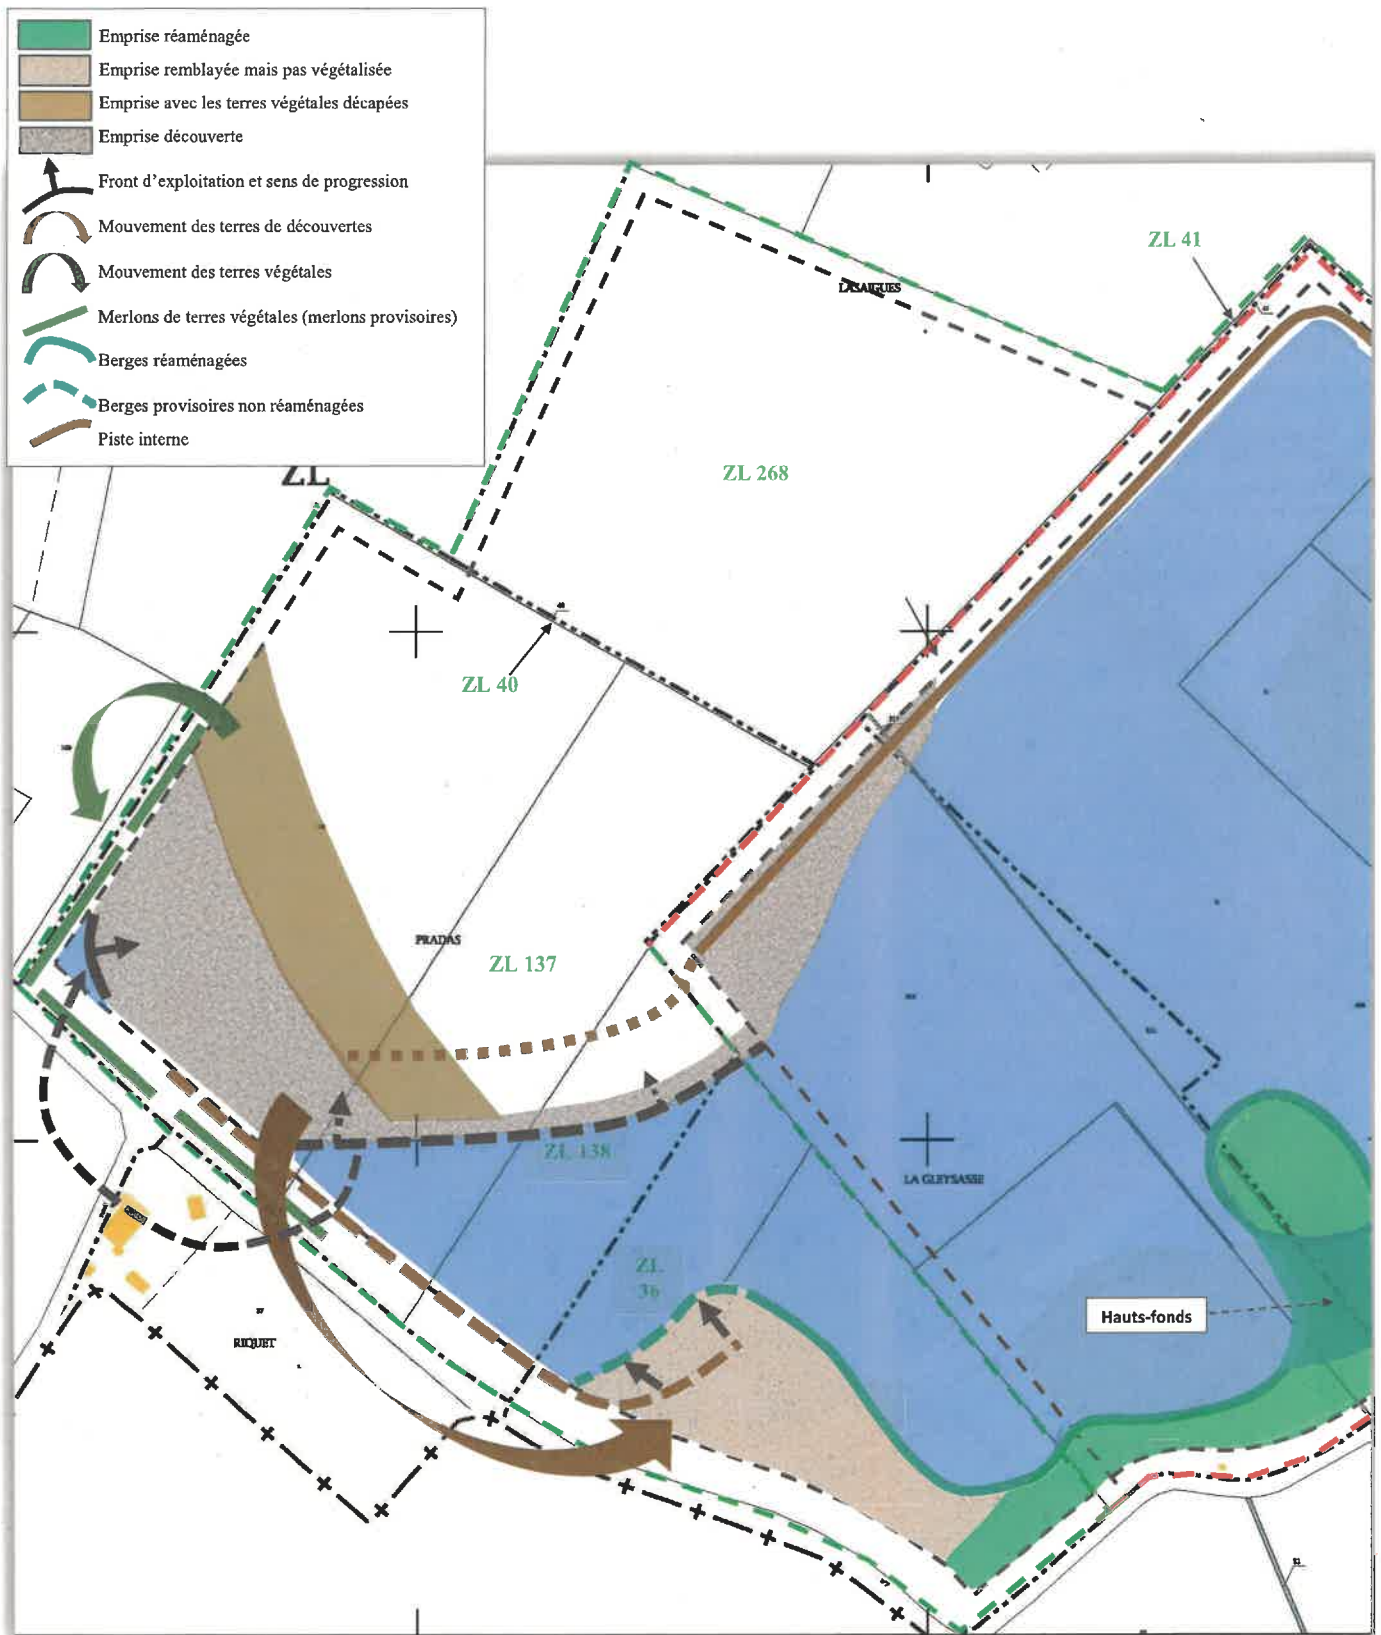 Emprise réaménagée
Emprise remblayée mais pas végétalisée
Emprise avec les terres végétales décapées
Emprise découverte
Front d'exploitation et sens de progression
Mouvement des terres de découvertes
Mouvement des terres végétales
Merlons de terres végétales (merlons provisoires)
Berges réaménagées
Berges provisoires non réaménagées
Piste interne
ZL
ZL 41
LASAIGUES
ZL 268
ZL 40
PRADAS
ZL 137
ZL 138
LA GLEYSASSE
ZL
36
Hauts-fonds
RIQUET